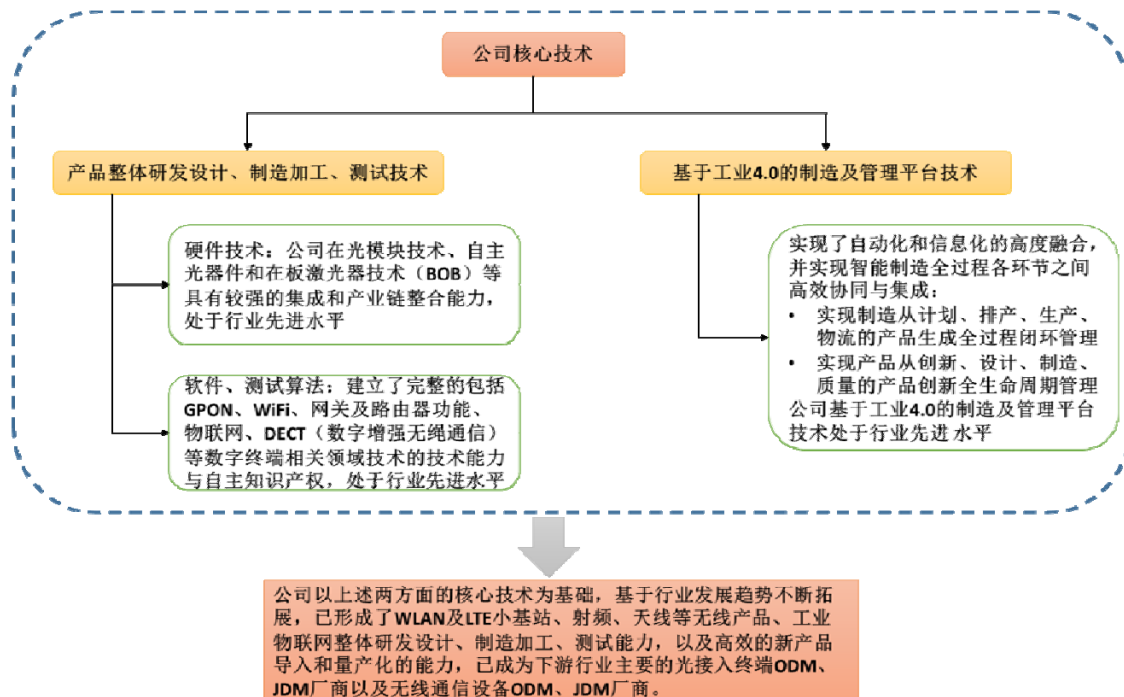 公司核心技术
产品整体研发设计、制造加工、测试技术
基于工业4.0的制造及管理平台技术
硬件技术：公司在光模块技术、自主
光器件和在板激光器技术（BOB）等
具有较强的集成和产业链整合能力，
处于行业先进水平
软件、测试算法：建立了完整的包括
GPON、WiFi、网关及路由器功能、
物联网、DECT（数字增强无绳通信）
等数字终端相关领域技术的技术能力
与自主知识产权，处于行业先进水平
实现了自动化和信息化的高度融合，
并实现智能制造全过程各环节之间
高效协同与集成：
• 实现制造从计划、排产、生产、
物流的产品生成全过程闭环管理
• 实现产品从创新、设计、制造、
质量的产品创新全生命周期管理
公司基于工业4.0的制造及管理平台
技术处于行业先进水平
公司以上述两方面的核心技术为基础，基于行业发展趋势不断拓
展，已形成了WLAN及LTE小基站、射频、天线等无线产品、工业
物联网整体研发设计、制造加工、测试能力，以及高效的新产品
导入和量产化的能力，已成为下游行业主要的光接入终端ODM、
JDM厂商以及无线通信设备ODM、JDM厂商。